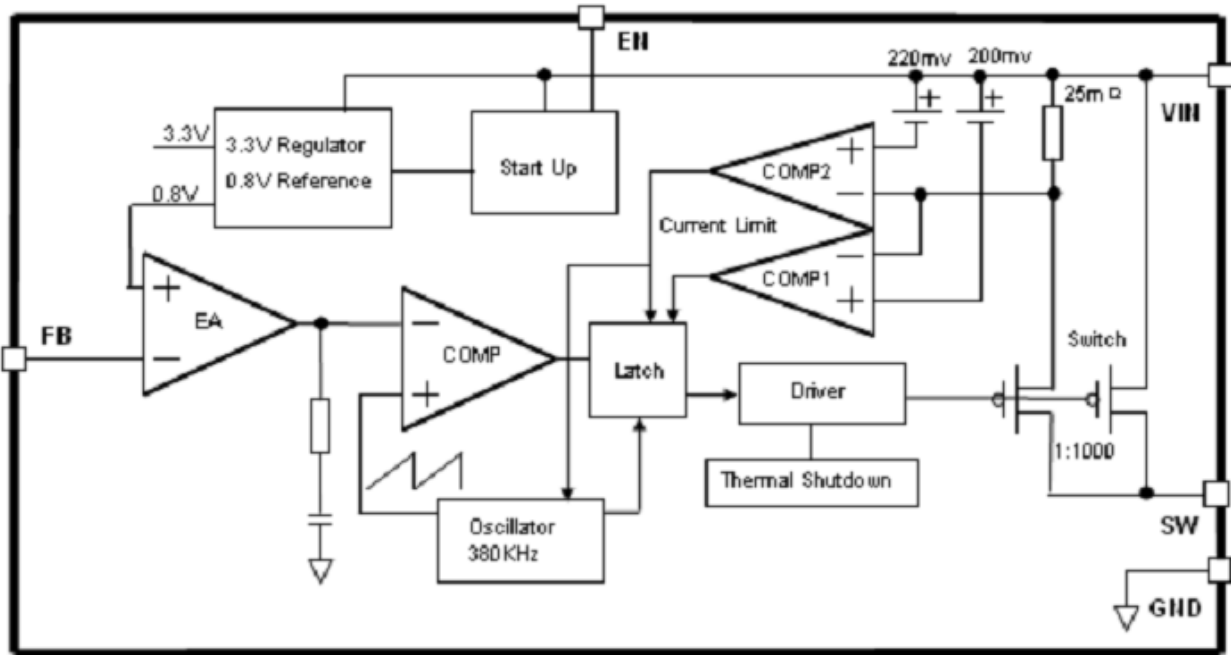 EN
220mv 200mv
25m Ω
VIN
3.3V
3.3V Regulator
0.8V Reference
0.8V
Start Up
+
+
+
COMP2
−
Current Limit
−
COMP1
+
+
EA
−
FB
−
COMP
+
Latch
Switch
Driver
1:1000
Thermal Shutdown
Oscillator
380KHz
SW
GND